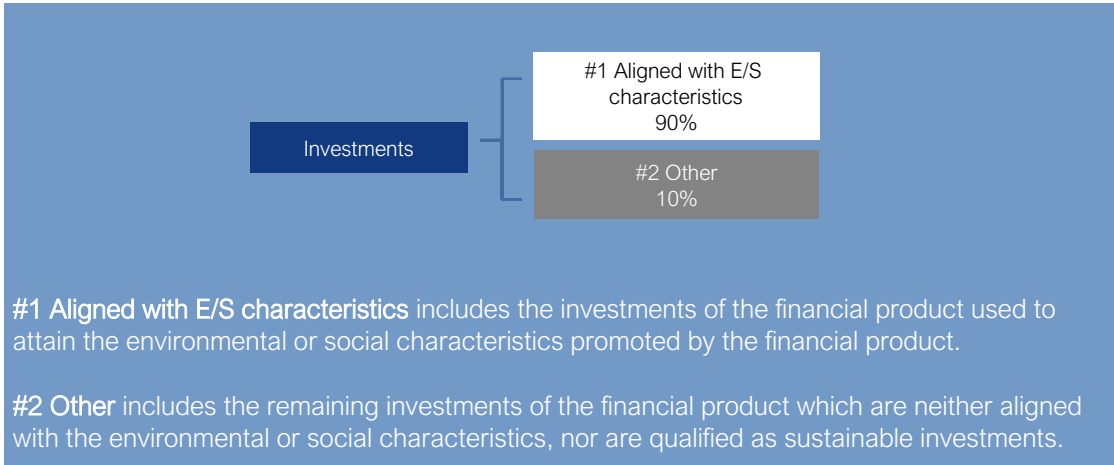 #1 Aligned with E/S
characteristics
90%
Investments
#2 Other
10%
#1 Aligned with E/S characteristics includes the investments of the financial product used to
attain the environmental or social characteristics promoted by the financial product.
#2 Other includes the remaining investments of the financial product which are neither aligned
with the environmental or social characteristics, nor are qualified as sustainable investments.